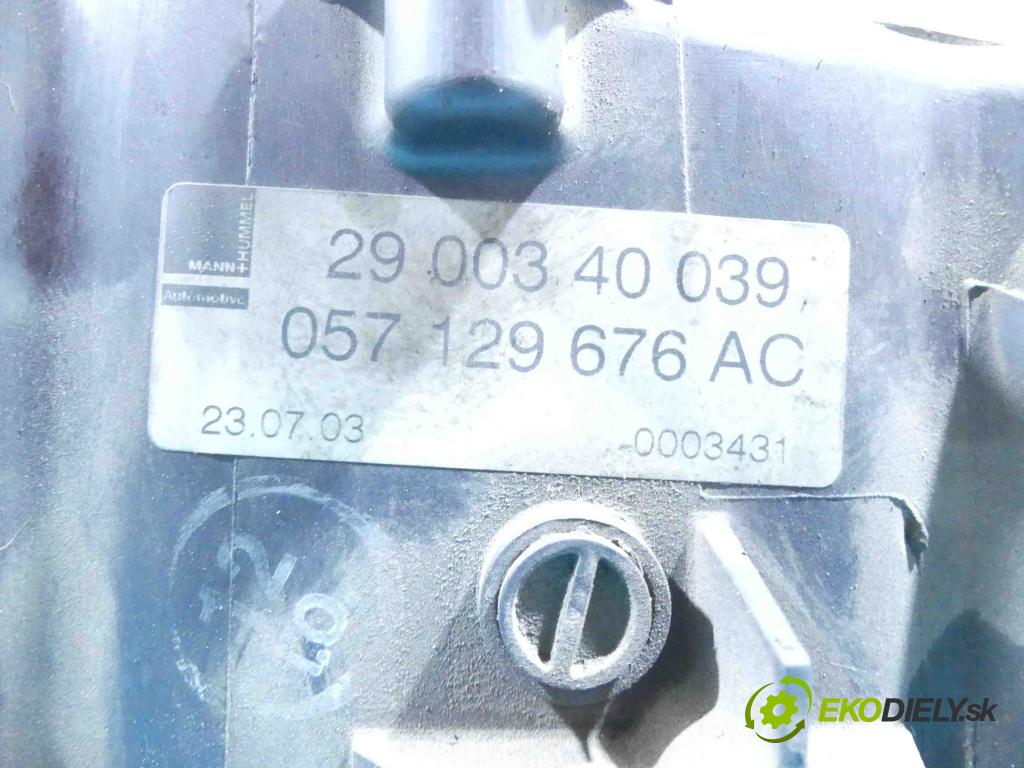 MANN+
HUMMEL
Automotive
29 003 40 039
057 129 676 AC
23.07.03
0003431
EKODIELY.sk